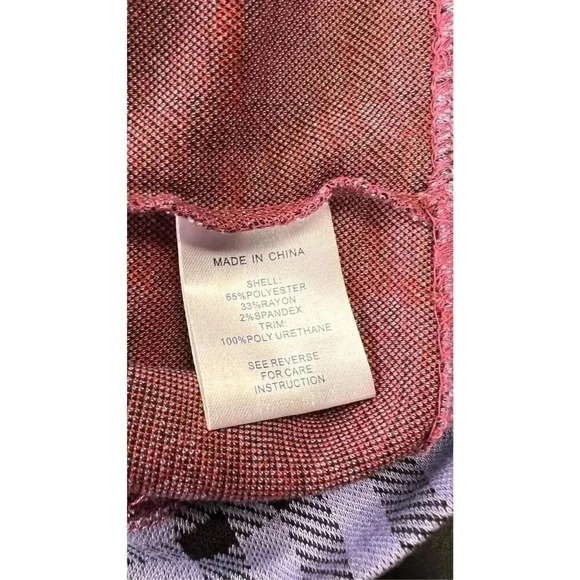 MADE IN CHINA
SHELL:
65%POLYESTER
33%RAYON
2%SPANDEX
TRIM:
100%POLY URETHANE
SEE REVERSE
FOR CARE
INSTRUCTION